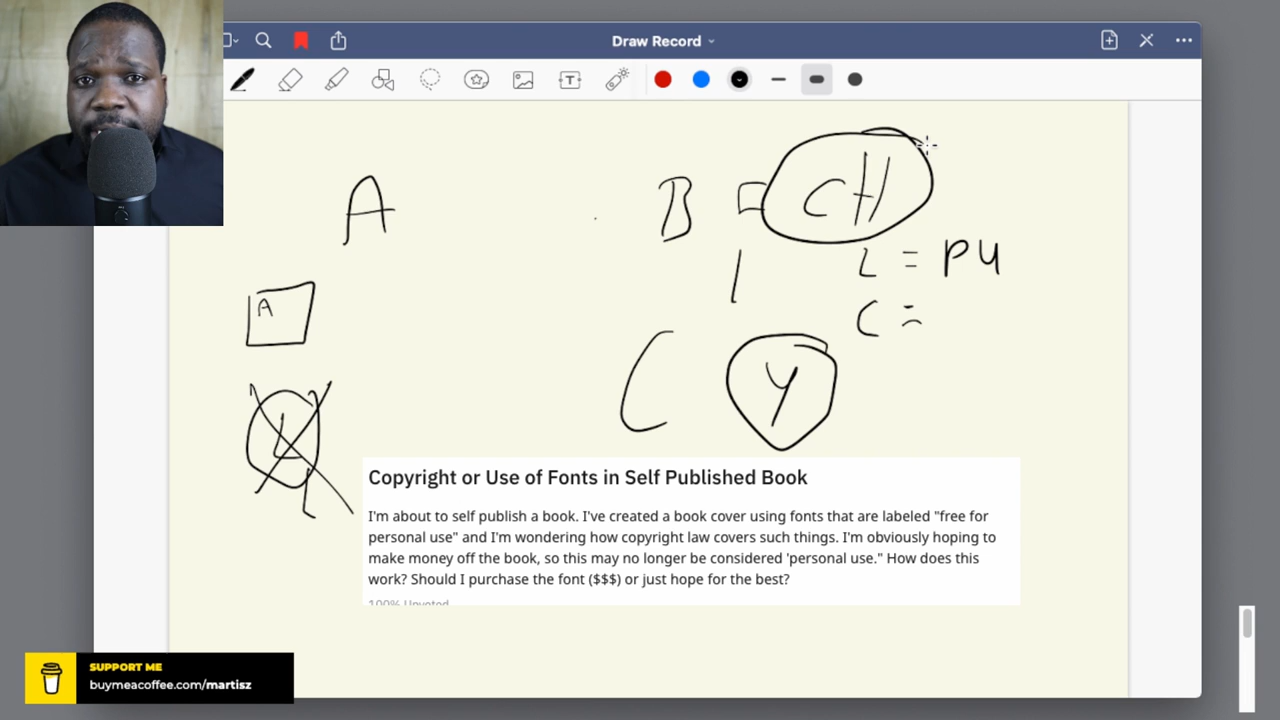 Draw Record
T
A
B
CH
L = PU
A
C =
C
Y
L
Copyright or Use of Fonts in Self Published Book
I'm about to self publish a book. I've created a book cover using fonts that are labeled "free for
personal use" and I'm wondering how copyright law covers such things. I'm obviously hoping to
make money off the book, so this may no longer be considered 'personal use." How does this
work? Should I purchase the font ($$$) or just hope for the best?
100% Upvoted
SUPPORT ME
buymeacoffee.com/martisz